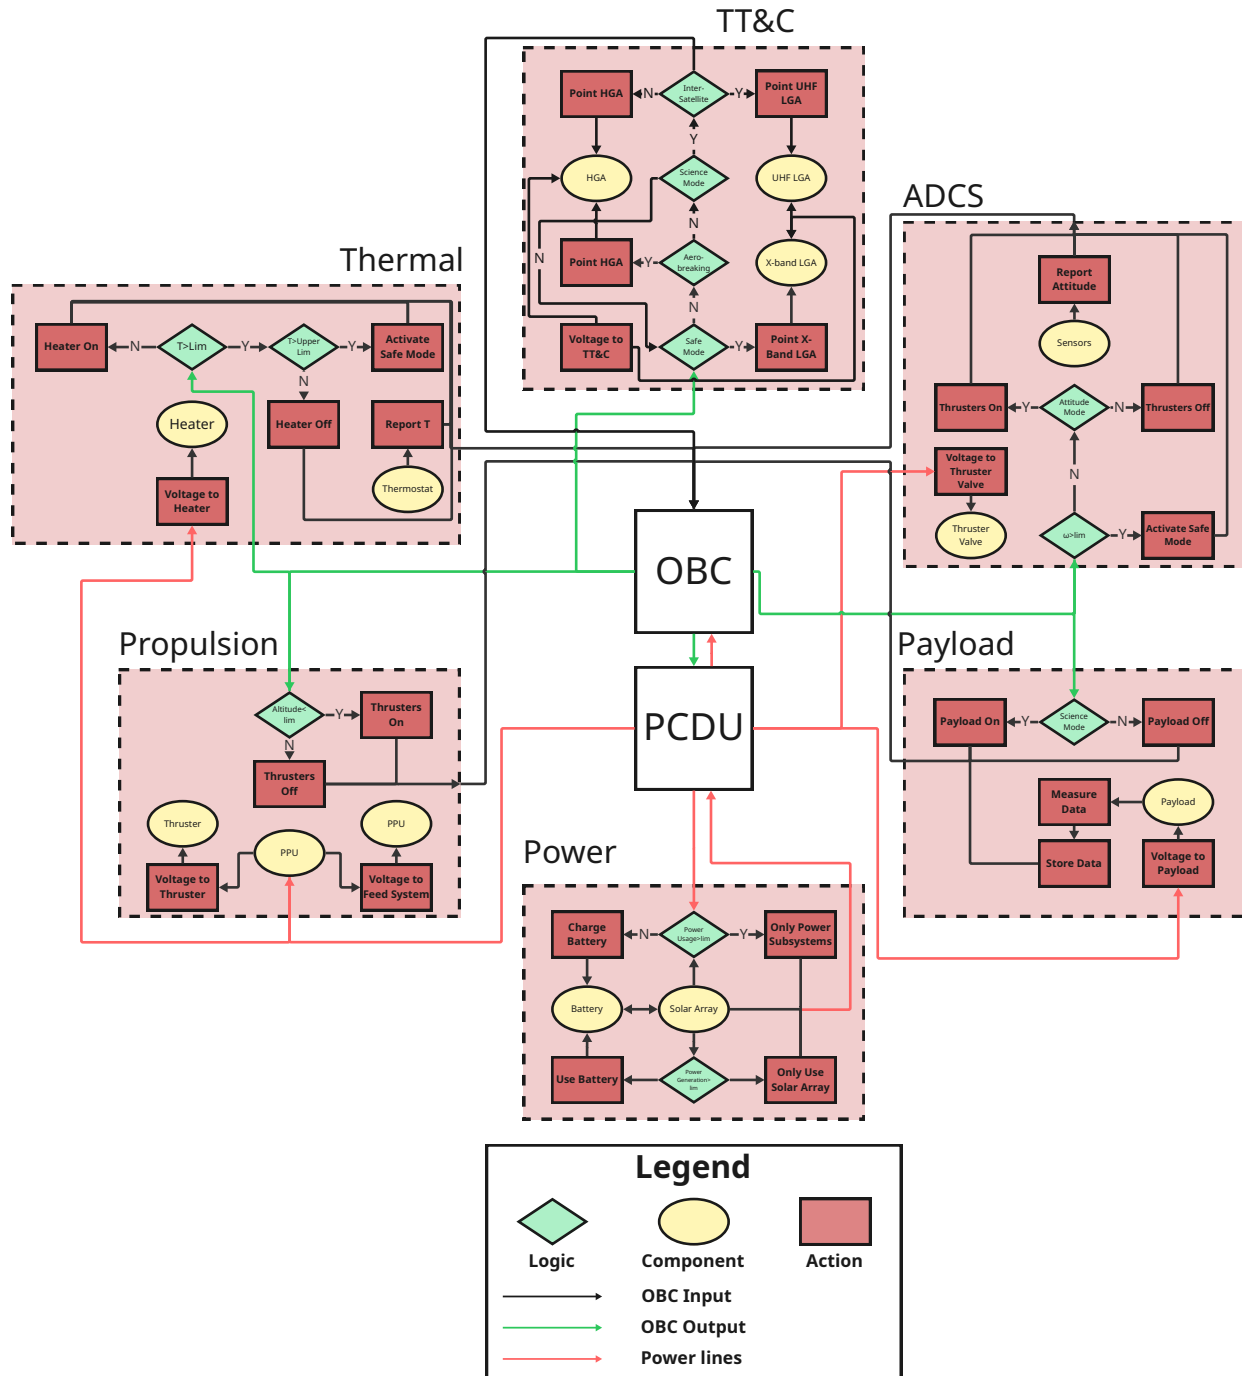 TT&C
Point HGA
N
Inter-
Satellite
Y
Point UHF
LGA
Y
HGA
Science
Mode
UHF LGA
N
N
Point HGA
Y
Aero-
breaking
X-band LGA
N
Voltage to
TT&C
Safe
Mode
Y
Point X-
Band LGA
ADCS
Report
Attitude
Sensors
Thrusters On
Y
Attitude
Mode
N
Thrusters Off
Voltage to
Thruster
Valve
N
Thruster
Valve
ω>lim
Y
Activate Safe
Mode
Thermal
Heater On
N
T>Lim
Y
T>Upper
Lim
Y
Activate
Safe Mode
N
Heater
Heater Off
Report T
Voltage to
Heater
Thermostat
OBC
PCDU
Propulsion
Altitude<
lim
Y
Thrusters
On
N
Thrusters
Off
Thruster
PPU
PPU
Voltage to
Thruster
Voltage to
Feed System
Payload
Payload On
Y
Science
Mode
N
Payload Off
Measure
Data
Payload
Store Data
Voltage to
Payload
Power
Charge
Battery
N
Power
Usage>lim
Y
Only Power
Subsystems
Battery
Solar Array
Use Battery
Power
Generation>
lim
Only Use
Solar Array
Legend
Logic
Component
Action
OBC Input
OBC Output
Power lines